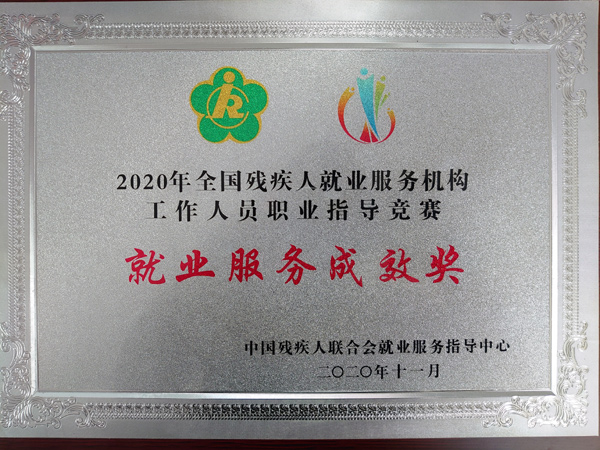 2020年全国残疾人就业服务机构
工作人员职业指导竞赛
就业服务成效奖
中国残疾人联合会就业服务指导中心
二〇二〇年十一月